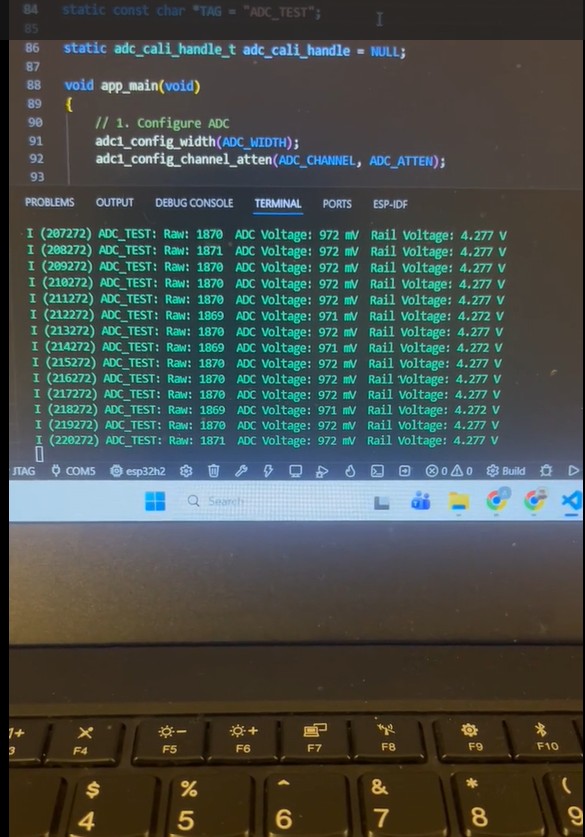 84 static const char *TAG = "ADC_TEST";
85
86 static adc_cali_handle_t adc_cali_handle = NULL;
87
88 void app_main(void)
89 {
90 // 1. Configure ADC
91 adc1_config_width(ADC_WIDTH);
92 adc1_config_channel_atten(ADC_CHANNEL, ADC_ATTEN);
93
PROBLEMS OUTPUT DEBUG CONSOLE TERMINAL PORTS ESP-IDF
I (207272) ADC_TEST: Raw: 1870 ADC Voltage: 972 mV Rail Voltage: 4.277 V
I (208272) ADC_TEST: Raw: 1871 ADC Voltage: 972 mV Rail Voltage: 4.277 V
I (209272) ADC_TEST: Raw: 1870 ADC Voltage: 972 mV Rail Voltage: 4.277 V
I (210272) ADC_TEST: Raw: 1870 ADC Voltage: 972 mV Rail Voltage: 4.277 V
I (211272) ADC_TEST: Raw: 1870 ADC Voltage: 972 mV Rail Voltage: 4.277 V
I (212272) ADC_TEST: Raw: 1869 ADC Voltage: 971 mV Rail Voltage: 4.272 V
I (213272) ADC_TEST: Raw: 1870 ADC Voltage: 972 mV Rail Voltage: 4.277 V
I (214272) ADC_TEST: Raw: 1869 ADC Voltage: 971 mV Rail Voltage: 4.272 V
I (215272) ADC_TEST: Raw: 1870 ADC Voltage: 972 mV Rail Voltage: 4.277 V
I (216272) ADC_TEST: Raw: 1870 ADC Voltage: 972 mV Rail Voltage: 4.277 V
I (217272) ADC_TEST: Raw: 1870 ADC Voltage: 972 mV Rail Voltage: 4.277 V
I (218272) ADC_TEST: Raw: 1869 ADC Voltage: 971 mV Rail Voltage: 4.272 V
I (219272) ADC_TEST: Raw: 1870 ADC Voltage: 972 mV Rail Voltage: 4.277 V
I (220272) ADC_TEST: Raw: 1871 ADC Voltage: 972 mV Rail Voltage: 4.277 V
JTAG COM5 esp32h2 0 0 Build
Search
F4 F5 F6 F7 F8 F9 F10
$ % ^ & * (
4 5 6 7 8 9